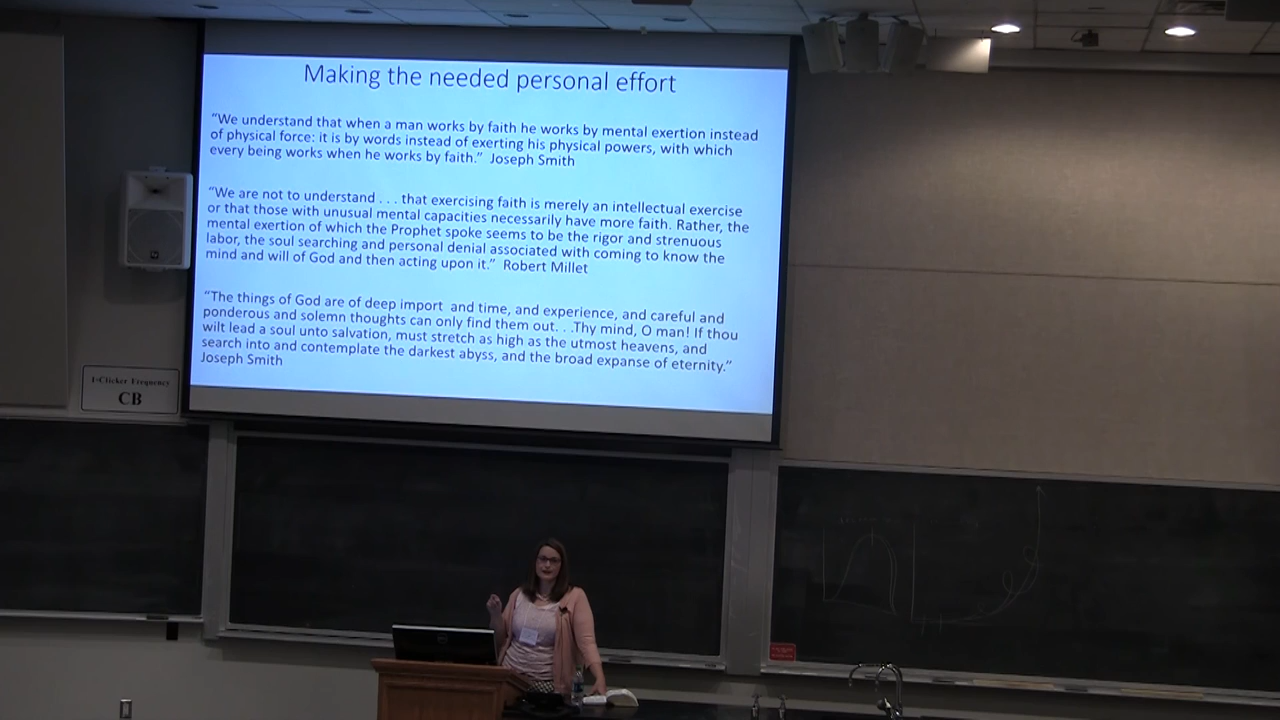 Making the needed personal effort
“We understand that when a man works by faith he works by mental exertion instead
of physical force: it is by words instead of exerting his physical powers, with which
every being works when he works by faith.” Joseph Smith
“We are not to understand . . . that exercising faith is merely an intellectual exercise
or that those with unusual mental capacities necessarily have more faith. Rather, the
mental exertion of which the Prophet spoke seems to be the rigor and strenuous
labor, the soul searching and personal denial associated with coming to know the
mind and will of God and then acting upon it.” Robert Millet
“The things of God are of deep import and time, and experience, and careful and
ponderous and solemn thoughts can only find them out. . .Thy mind, O man! If thou
wilt lead a soul unto salvation, must stretch as high as the utmost heavens, and
search into and contemplate the darkest abyss, and the broad expanse of eternity.”
Joseph Smith
i-Clicker Frequency
CB